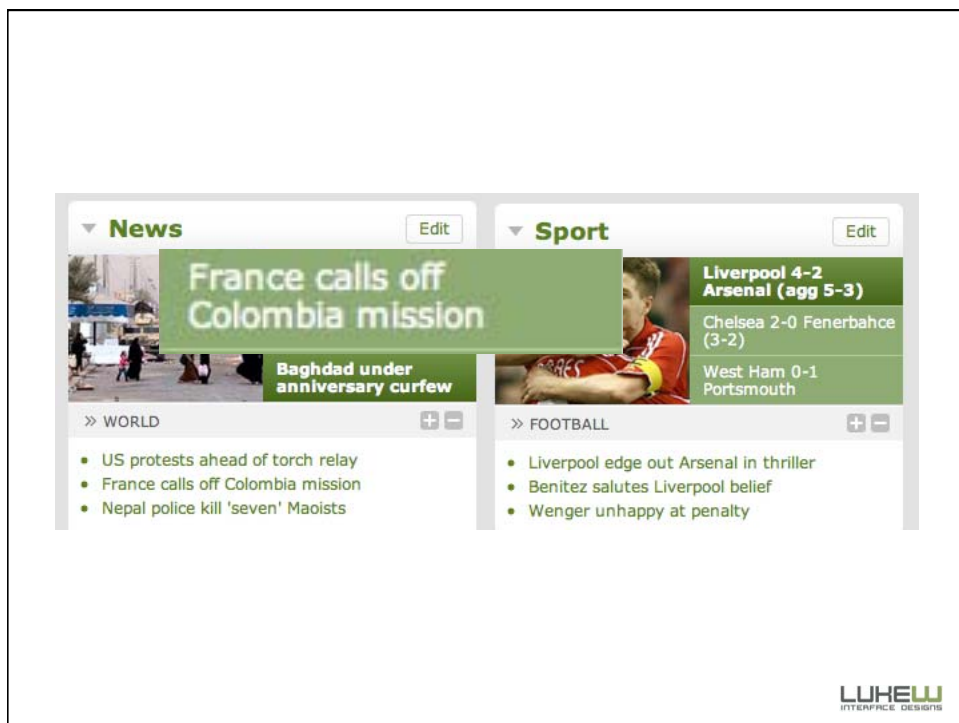 News
Edit
France calls off
Colombia mission
Baghdad under
anniversary curfew
» WORLD
• US protests ahead of torch relay
• France calls off Colombia mission
• Nepal police kill 'seven' Maoists
Sport
Edit
Liverpool 4-2
Arsenal (agg 5-3)
Chelsea 2-0 Fenerbahce
(3-2)
West Ham 0-1
Portsmouth
» FOOTBALL
• Liverpool edge out Arsenal in thriller
• Benitez salutes Liverpool belief
• Wenger unhappy at penalty
LUKEW
INTERFACE DESIGNS